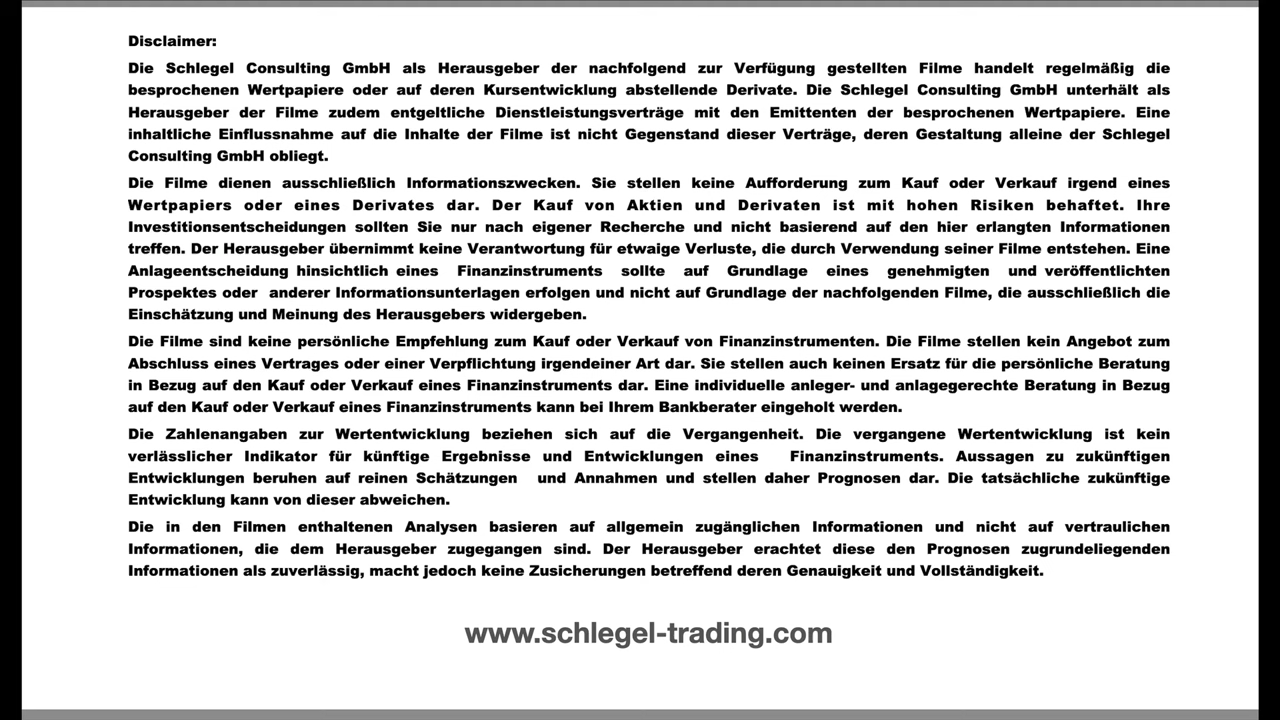 Disclaimer:
Die Schlegel Consulting GmbH als Herausgeber der nachfolgend zur Verfügung gestellten Filme handelt regelmäßig die
besprochenen Wertpapiere oder auf deren Kursentwicklung abstellende Derivate. Die Schlegel Consulting GmbH unterhält als
Herausgeber der Filme zudem entgeltliche Dienstleistungsverträge mit den Emittenten der besprochenen Wertpapiere. Eine
inhaltliche Einflussnahme auf die Inhalte der Filme ist nicht Gegenstand dieser Verträge, deren Gestaltung alleine der Schlegel
Consulting GmbH obliegt.
Die Filme dienen ausschließlich Informationszwecken. Sie stellen keine Aufforderung zum Kauf oder Verkauf irgend eines
Wertpapiers oder eines Derivates dar. Der Kauf von Aktien und Derivaten ist mit hohen Risiken behaftet. Ihre
Investitionsentscheidungen sollten Sie nur nach eigener Recherche und nicht basierend auf den hier erlangten Informationen
treffen. Der Herausgeber übernimmt keine Verantwortung für etwaige Verluste, die durch Verwendung seiner Filme entstehen. Eine
Anlageentscheidung hinsichtlich eines Finanzinstruments sollte auf Grundlage eines genehmigten und veröffentlichten
Prospektes oder anderer Informationsunterlagen erfolgen und nicht auf Grundlage der nachfolgenden Filme, die ausschließlich die
Einschätzung und Meinung des Herausgebers widergeben.
Die Filme sind keine persönliche Empfehlung zum Kauf oder Verkauf von Finanzinstrumenten. Die Filme stellen kein Angebot zum
Abschluss eines Vertrages oder einer Verpflichtung irgendeiner Art dar. Sie stellen auch keinen Ersatz für die persönliche Beratung
in Bezug auf den Kauf oder Verkauf eines Finanzinstruments dar. Eine individuelle anleger- und anlagegerechte Beratung in Bezug
auf den Kauf oder Verkauf eines Finanzinstruments kann bei Ihrem Bankberater eingeholt werden.
Die Zahlenangaben zur Wertentwicklung beziehen sich auf die Vergangenheit. Die vergangene Wertentwicklung ist kein
verlässlicher Indikator für künftige Ergebnisse und Entwicklungen eines Finanzinstruments. Aussagen zu zukünftigen
Entwicklungen beruhen auf reinen Schätzungen und Annahmen und stellen daher Prognosen dar. Die tatsächliche zukünftige
Entwicklung kann von dieser abweichen.
Die in den Filmen enthaltenen Analysen basieren auf allgemein zugänglichen Informationen und nicht auf vertraulichen
Informationen, die dem Herausgeber zugegangen sind. Der Herausgeber erachtet diese den Prognosen zugrundeliegenden
Informationen als zuverlässig, macht jedoch keine Zusicherungen betreffend deren Genauigkeit und Vollständigkeit.
www.schlegel-trading.com